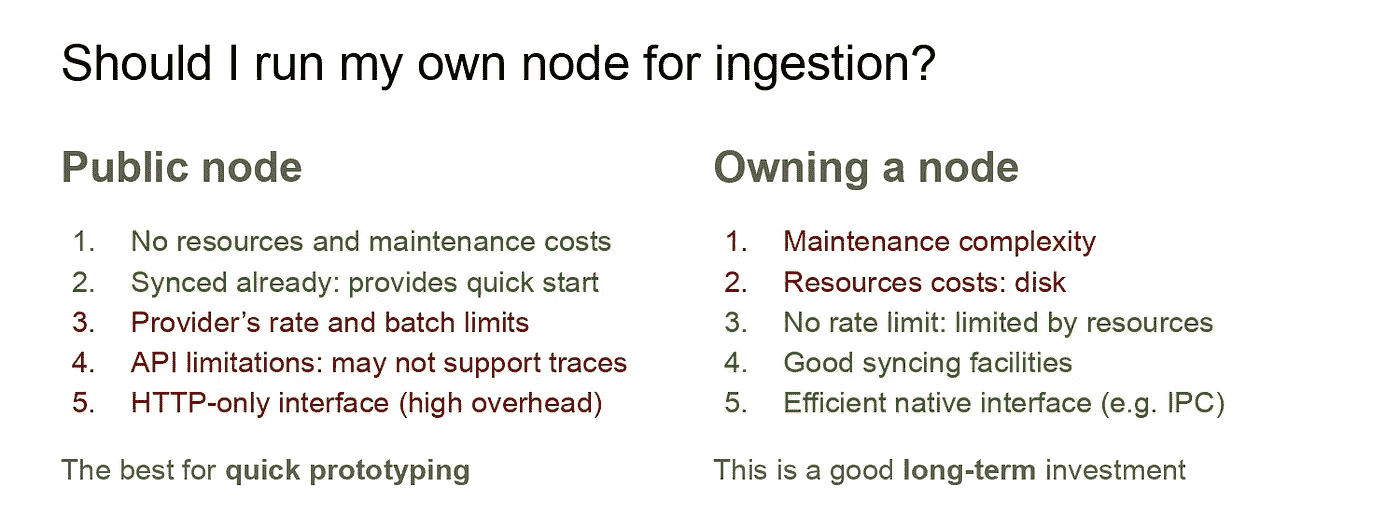 Should I run my own node for ingestion?
Public node
1. No resources and maintenance costs
2. Synced already: provides quick start
3. Provider’s rate and batch limits
4. API limitations: may not support traces
5. HTTP-only interface (high overhead)
The best for quick prototyping
Owning a node
1. Maintenance complexity
2. Resources costs: disk
3. No rate limit: limited by resources
4. Good syncing facilities
5. Efficient native interface (e.g. IPC)
This is a good long-term investment